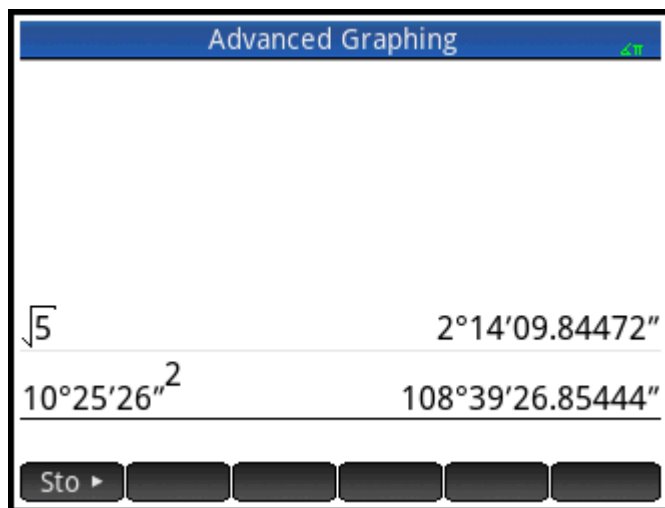 Advanced Graphing
∡π
√5 2°14′09.84472″
10°25′26″² 108°39′26.85444″
Sto ►